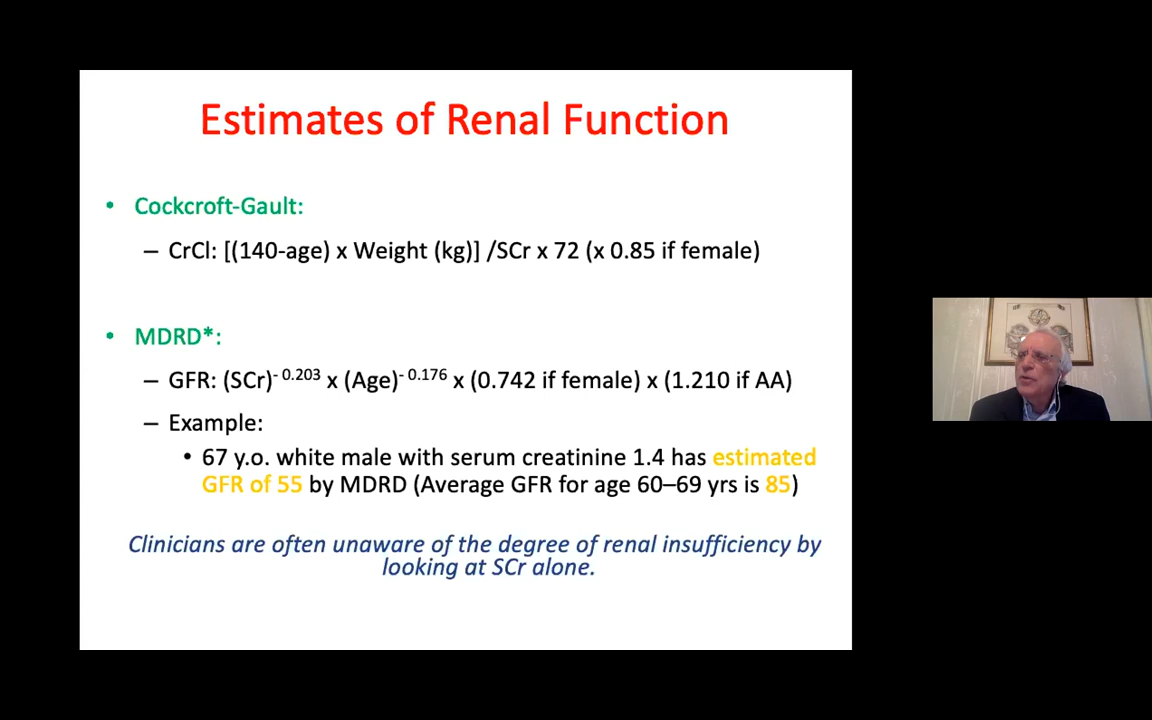 Estimates of Renal Function
• Cockcroft-Gault:
– CrCl: [(140-age) x Weight (kg)] /SCr x 72 (x 0.85 if female)
• MDRD*:
– GFR: (SCr)- 0.203 x (Age)- 0.176 x (0.742 if female) x (1.210 if AA)
– Example:
• 67 y.o. white male with serum creatinine 1.4 has estimated
GFR of 55 by MDRD (Average GFR for age 60–69 yrs is 85)
Clinicians are often unaware of the degree of renal insufficiency by
looking at SCr alone.